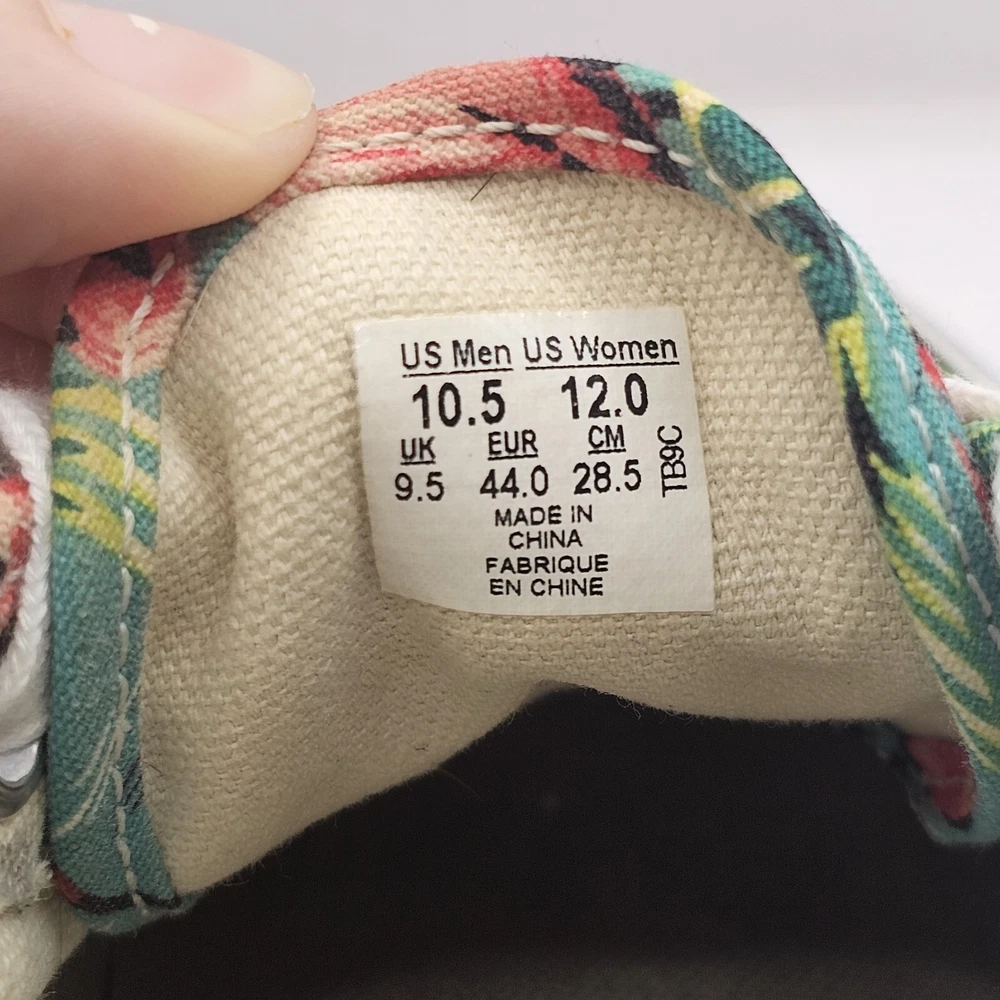 US Men US Women
10.5 12.0
UK EUR CM
9.5 44.0 28.5
TB9C
MADE IN
CHINA
FABRIQUE
EN CHINE